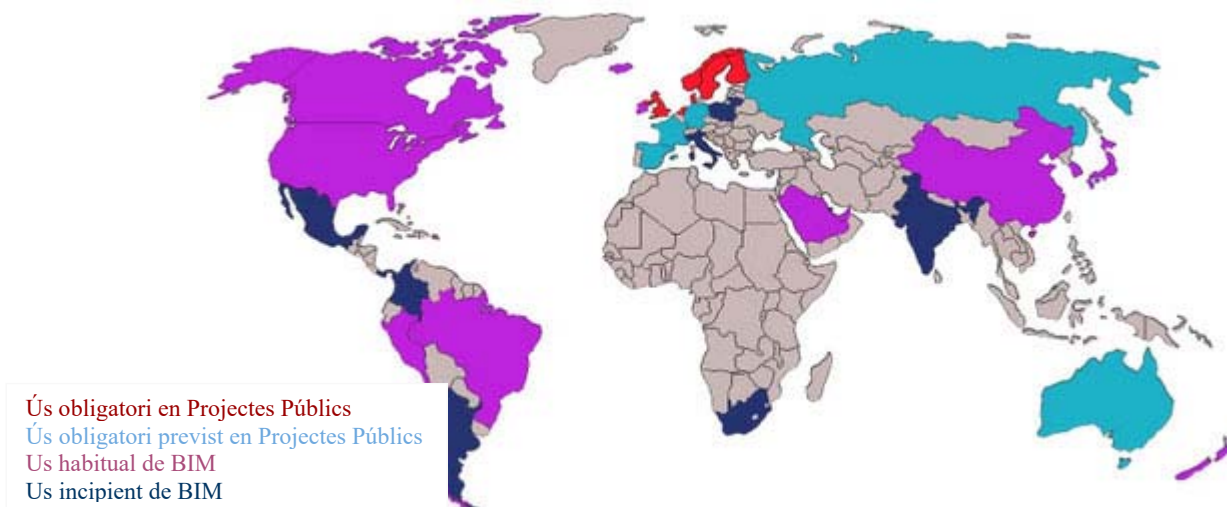 Ús obligatori en Projectes Públics
Ús obligatori previst en Projectes Públics
Us habitual de BIM
Us incipient de BIM